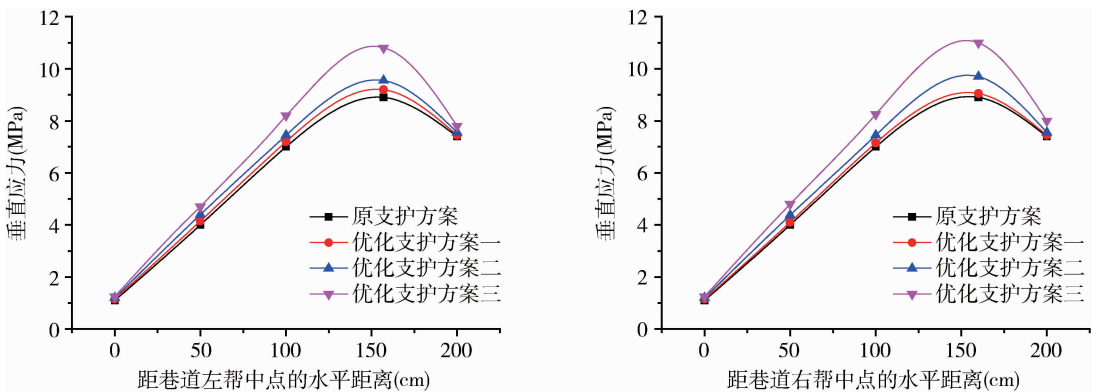 12
10
8
6
4
2
0
垂直应力(MPa)
原支护方案
优化支护方案一
优化支护方案二
优化支护方案三
0 50 100 150 200
距巷道左帮中点的水平距离(cm)
12
10
8
6
4
2
0
垂直应力(MPa)
原支护方案
优化支护方案一
优化支护方案二
优化支护方案三
0 50 100 150 200
距巷道右帮中点的水平距离(cm)